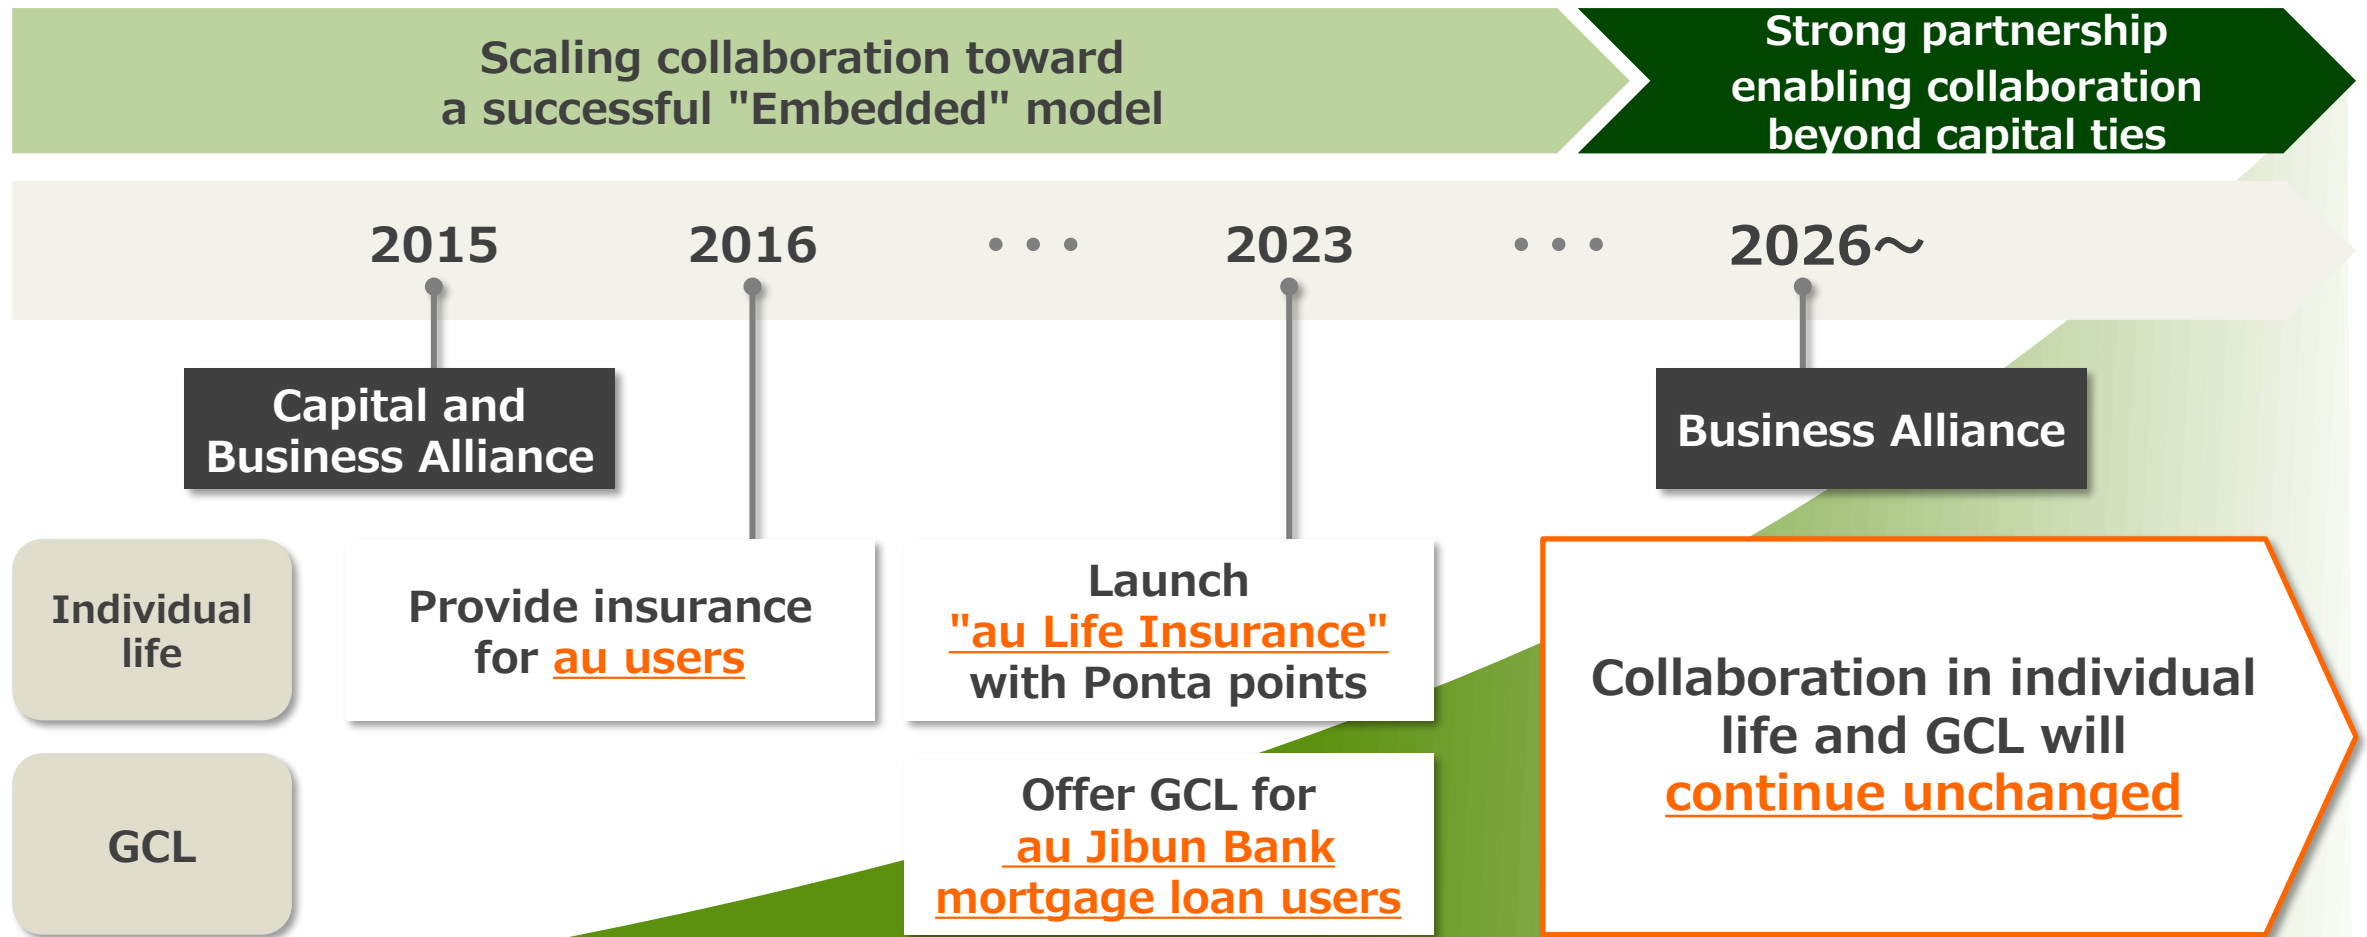 Scaling collaboration toward
a successful "Embedded" model
Strong partnership
enabling collaboration
beyond capital ties
2015
2016
・・・
2023
・・・
2026～
Capital and
Business Alliance
Business Alliance
Individual
life
Provide insurance
for au users
Launch
"au Life Insurance"
with Ponta points
GCL
Offer GCL for
au Jibun Bank
mortgage loan users
Collaboration in individual
life and GCL will
continue unchanged